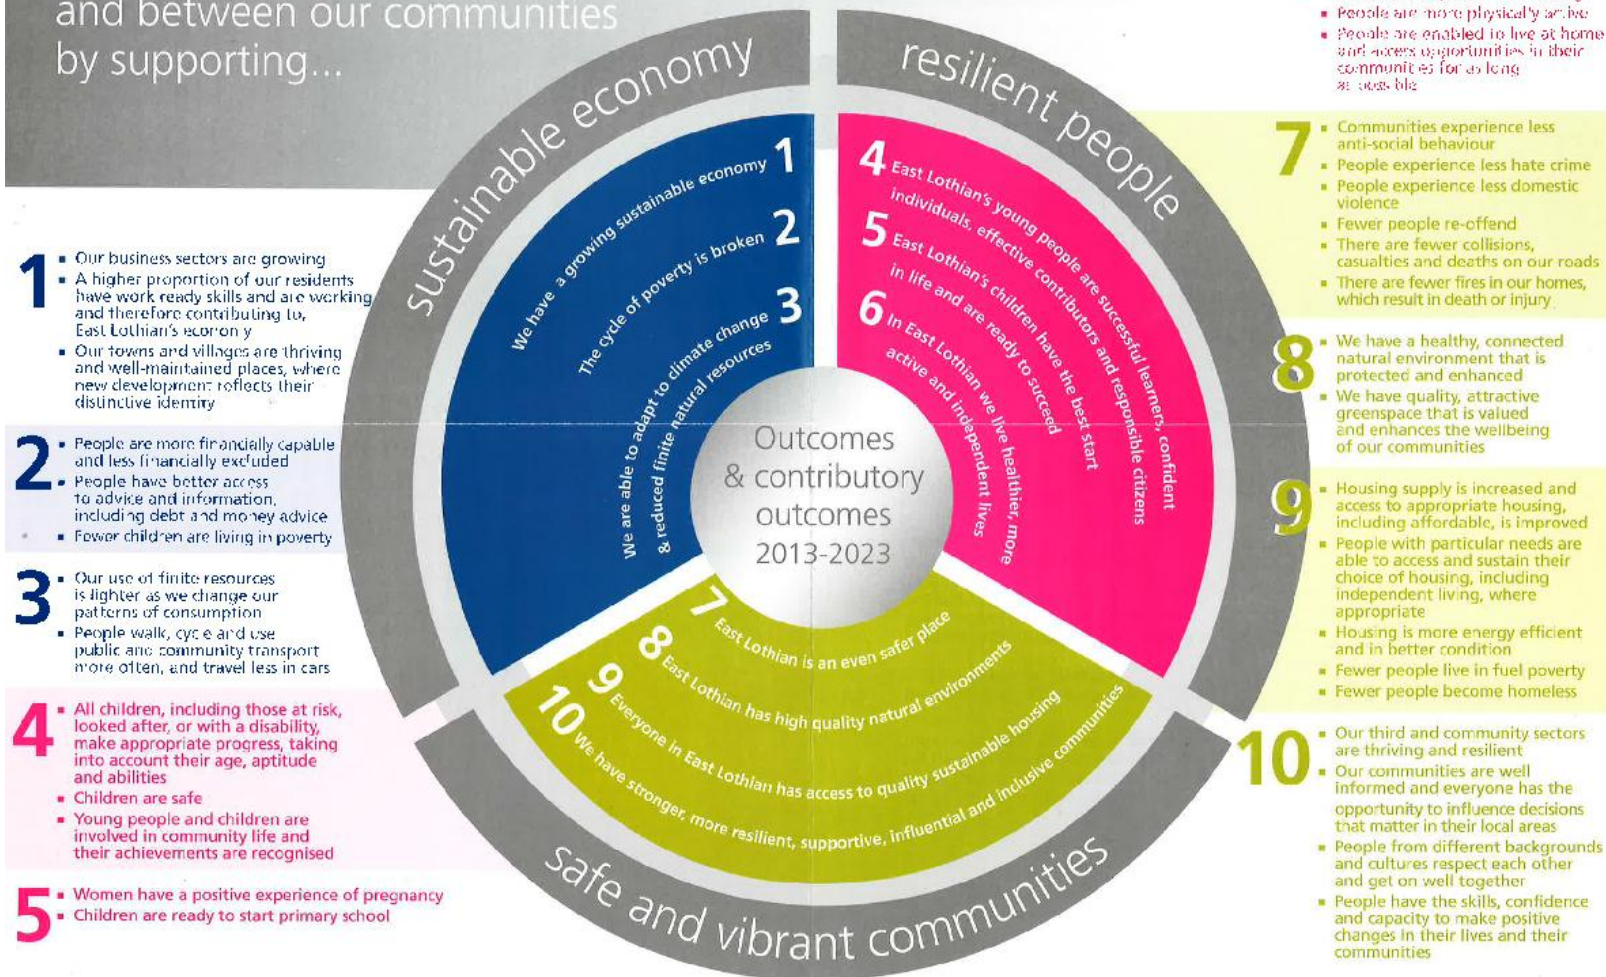 and between our communities
by supporting...
sustainable economy
We have a growing sustainable economy 1
The cycle of poverty is broken 2
We are able to adapt to climate change 3
& reduced finite natural resources
resilient people
4 East Lothian's young people are successful learners, confident
individuals, effective contributors and responsible citizens
5 East Lothian's children have the best start
in life and are ready to succeed
6 In East Lothian we live healthier, more
active and independent lives
Outcomes
& contributory
outcomes
2013-2023
7 East Lothian is an even safer place
8 East Lothian has high quality natural environments
9 Everyone in East Lothian has access to quality sustainable housing
10 We have stronger, more resilient, supportive, influential and inclusive communities
safe and vibrant communities
1
▪ Our business sectors are growing
▪ A higher proportion of our residents
have work ready skills and are working
and therefore contributing to,
East Lothian's economy
▪ Our towns and villages are thriving
and well-maintained places, where
new development reflects their
distinctive identity
2
▪ People are more financially capable
and less financially excluded
▪ People have better access
to advice and information,
including debt and money advice
▪ Fewer children are living in poverty
3
▪ Our use of finite resources
is lighter as we change our
patterns of consumption
▪ People walk, cycle and use
public and community transport
more often, and travel less in cars
4
▪ All children, including those at risk,
looked after, or with a disability,
make appropriate progress, taking
into account their age, aptitude
and abilities
▪ Children are safe
▪ Young people and children are
involved in community life and
their achievements are recognised
5
▪ Women have a positive experience of pregnancy
▪ Children are ready to start primary school
▪ People are more physically active
▪ People are enabled to live at home
and access opportunities in their
communities for as long
as possible
7
▪ Communities experience less
anti-social behaviour
▪ People experience less hate crime
▪ People experience less domestic
violence
▪ Fewer people re-offend
▪ There are fewer collisions,
casualties and deaths on our roads
▪ There are fewer fires in our homes,
which result in death or injury
8
▪ We have a healthy, connected
natural environment that is
protected and enhanced
▪ We have quality, attractive
greenspace that is valued
and enhances the wellbeing
of our communities
9
▪ Housing supply is increased and
access to appropriate housing,
including affordable, is improved
▪ People with particular needs are
able to access and sustain their
choice of housing, including
independent living, where
appropriate
▪ Housing is more energy efficient
and in better condition
▪ Fewer people live in fuel poverty
▪ Fewer people become homeless
10
▪ Our third and community sectors
are thriving and resilient
▪ Our communities are well
informed and everyone has the
opportunity to influence decisions
that matter in their local areas
▪ People from different backgrounds
and cultures respect each other
and get on well together
▪ People have the skills, confidence
and capacity to make positive
changes in their lives and their
communities